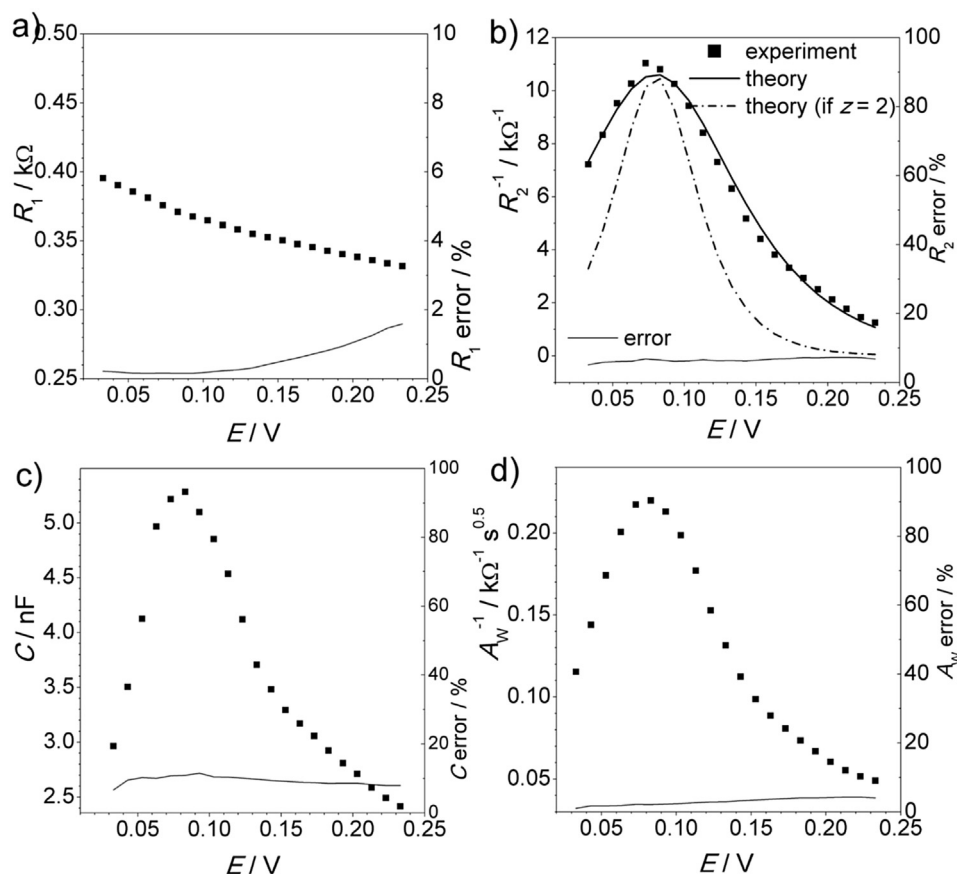 a)
0.50
0.45
0.40
0.35
0.30
0.25
R₁ / kΩ
10
8
6
4
2
0
R₁ error / %
0.05 0.10 0.15 0.20 0.25
E / V
b)
12
10
8
6
4
2
0
R₂⁻¹ / kΩ⁻¹
experiment
theory
theory (if z = 2)
error
100
80
60
40
20
0
R₂ error / %
0.05 0.10 0.15 0.20 0.25
E / V
c)
5.0
4.5
4.0
3.5
3.0
2.5
C / nF
100
80
60
40
20
0
C error / %
0.05 0.10 0.15 0.20 0.25
E / V
d)
0.20
0.15
0.10
0.05
A_W⁻¹ / kΩ⁻¹ s⁰·⁵
100
80
60
40
20
0
A_W error / %
0.05 0.10 0.15 0.20 0.25
E / V